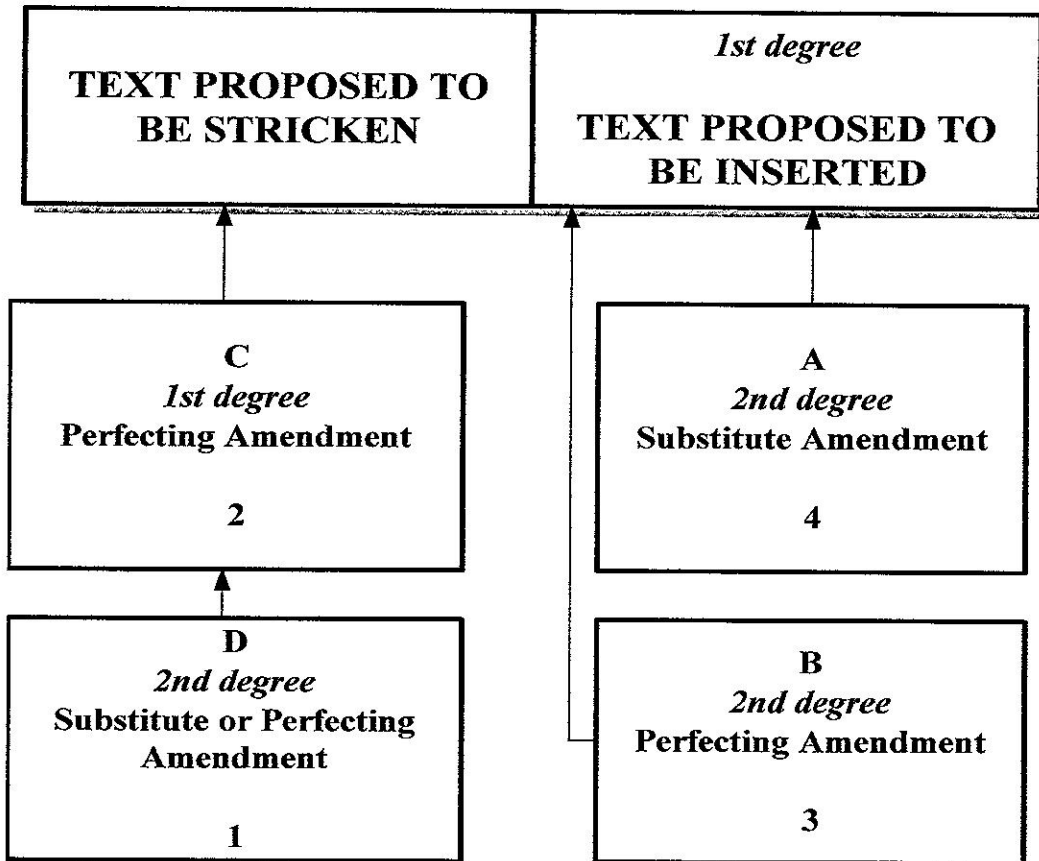 TEXT PROPOSED TO
BE STRICKEN
1st degree
TEXT PROPOSED TO
BE INSERTED
C
1st degree
Perfecting Amendment
2
A
2nd degree
Substitute Amendment
4
D
2nd degree
Substitute or Perfecting
Amendment
1
B
2nd degree
Perfecting Amendment
3